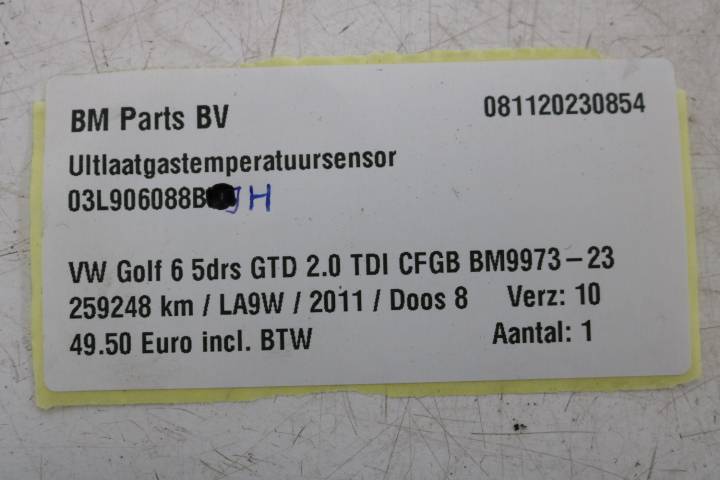 BM Parts BV
081120230854
UItlaatgastemperatuursensor
03L906088B H
VW Golf 6 5drs GTD 2.0 TDI CFGB BM9973-23
259248 km / LA9W / 2011 / Doos 8 Verz: 10
49.50 Euro incl. BTW Aantal: 1